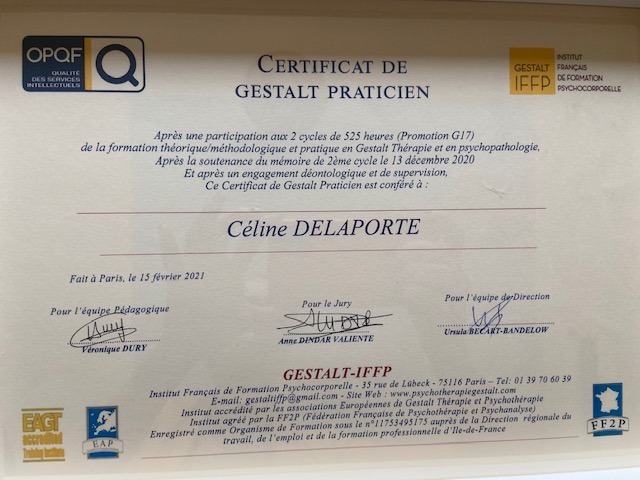 OPQF
QUALITÉ
DES SERVICES
INTELLECTUELS
CERTIFICAT DE
GESTALT PRATICIEN
GESTALT
IFFP
INSTITUT
FRANÇAIS
DE FORMATION
PSYCHOCORPORELLE
Après une participation aux 2 cycles de 525 heures (Promotion G17)
de la formation théorique/méthodologique et pratique en Gestalt Thérapie et en psychopathologie,
Après la soutenance du mémoire de 2ème cycle le 13 décembre 2020
Et après un engagement déontologique et de supervision,
Ce Certificat de Gestalt Praticien est conféré à :
Céline DELAPORTE
Fait à Paris, le 15 février 2021
Pour l'équipe Pédagogique
Véronique DURY
Pour le Jury
Anne DINDAR VALIENTE
Pour l'équipe de Direction
Ursula BECART-BANDELOW
GESTALT-IFFP
Institut Français de Formation Psychocorporelle - 35 rue de Lübeck - 75116 Paris – Tel: 01 39 70 60 39
E-mail: gestaltiffp@gmail.com - Site Web : www.psychotherapiegestalt.com
Institut accrédité par les associations Européennes de Gestalt Thérapie et Psychothérapie
Institut agréé par la FF2P (Fédération Française de Psychothérapie et Psychanalyse)
Enregistré comme Organisme de Formation sous le n°11753495175 auprès de la Direction régionale du
travail, de l'emploi et de la formation professionnelle d'Ile-de-France
EAGT
accredited
Training Institute
EAP
FF2P